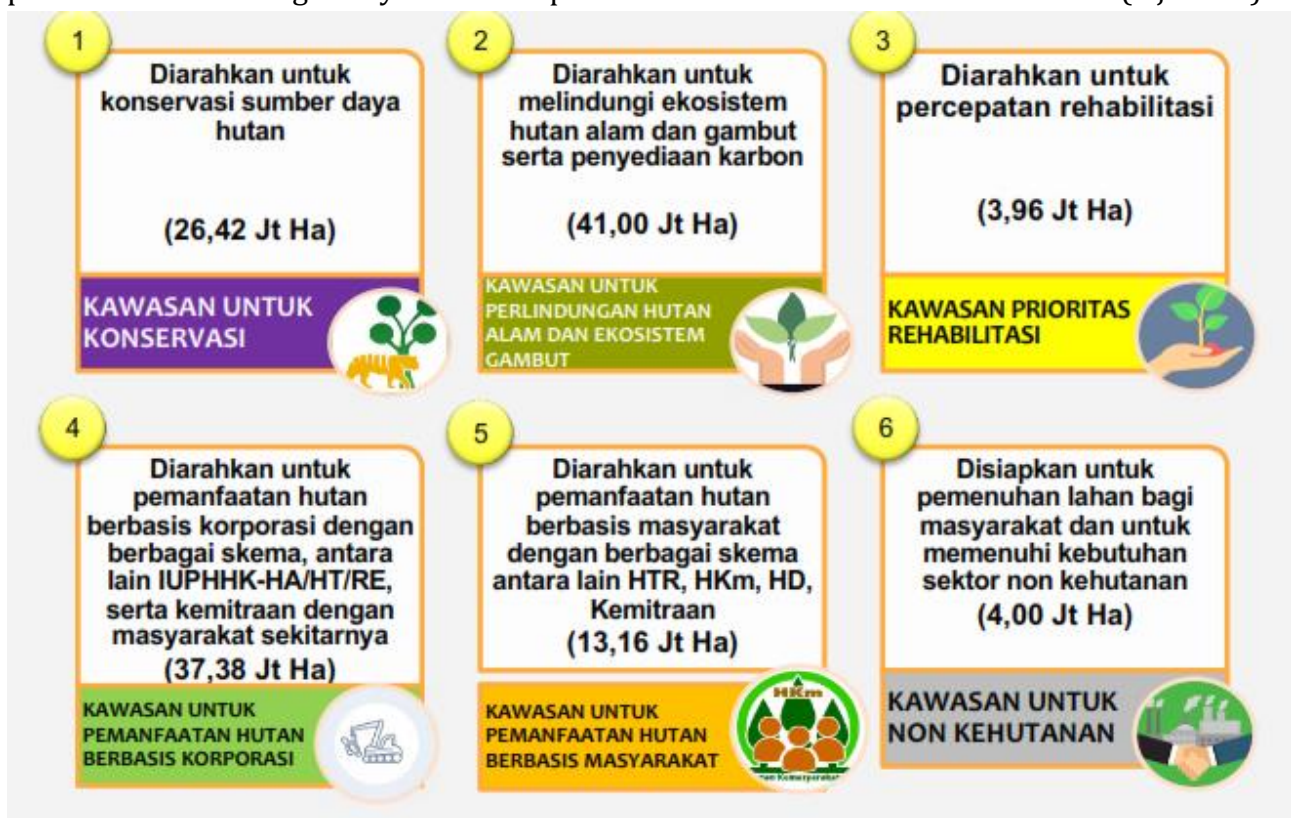 1
Diarahkan untuk
konservasi sumber daya
hutan
(26,42 Jt Ha)
KAWASAN UNTUK
KONSERVASI
2
Diarahkan untuk
melindungi ekosistem
hutan alam dan gambut
serta penyediaan karbon
(41,00 Jt Ha)
KAWASAN UNTUK
PERLINDUNGAN HUTAN
ALAM DAN EKOSISTEM
GAMBUT
3
Diarahkan untuk
percepatan rehabilitasi
(3,96 Jt Ha)
KAWASAN PRIORITAS
REHABILITASI
4
Diarahkan untuk
pemanfaatan hutan
berbasis korporasi dengan
berbagai skema, antara
lain IUPHHK-HA/HT/RE,
serta kemitraan dengan
masyarakat sekitarnya
(37,38 Jt Ha)
KAWASAN UNTUK
PEMANFAATAN HUTAN
BERBASIS KORPORASI
5
Diarahkan untuk
pemanfaatan hutan
berbasis masyarakat
dengan berbagai skema
antara lain HTR, HKm, HD,
Kemitraan
(13,16 Jt Ha)
KAWASAN UNTUK
PEMANFAATAN HUTAN
BERBASIS MASYARAKAT
HKm
6
Disiapkan untuk
pemenuhan lahan bagi
masyarakat dan untuk
memenuhi kebutuhan
sektor non kehutanan
(4,00 Jt Ha)
KAWASAN UNTUK
NON KEHUTANAN